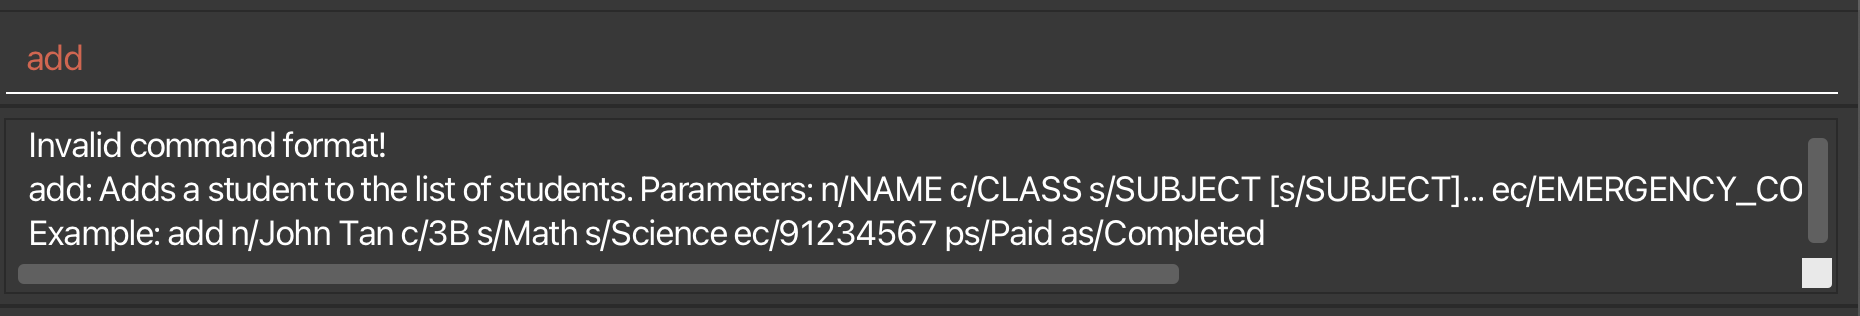 add
Invalid command format!
add: Adds a student to the list of students. Parameters: n/NAME c/CLASS s/SUBJECT [s/SUBJECT]... ec/EMERGENCY_CO
Example: add n/John Tan c/3B s/Math s/Science ec/91234567 ps/Paid as/Completed